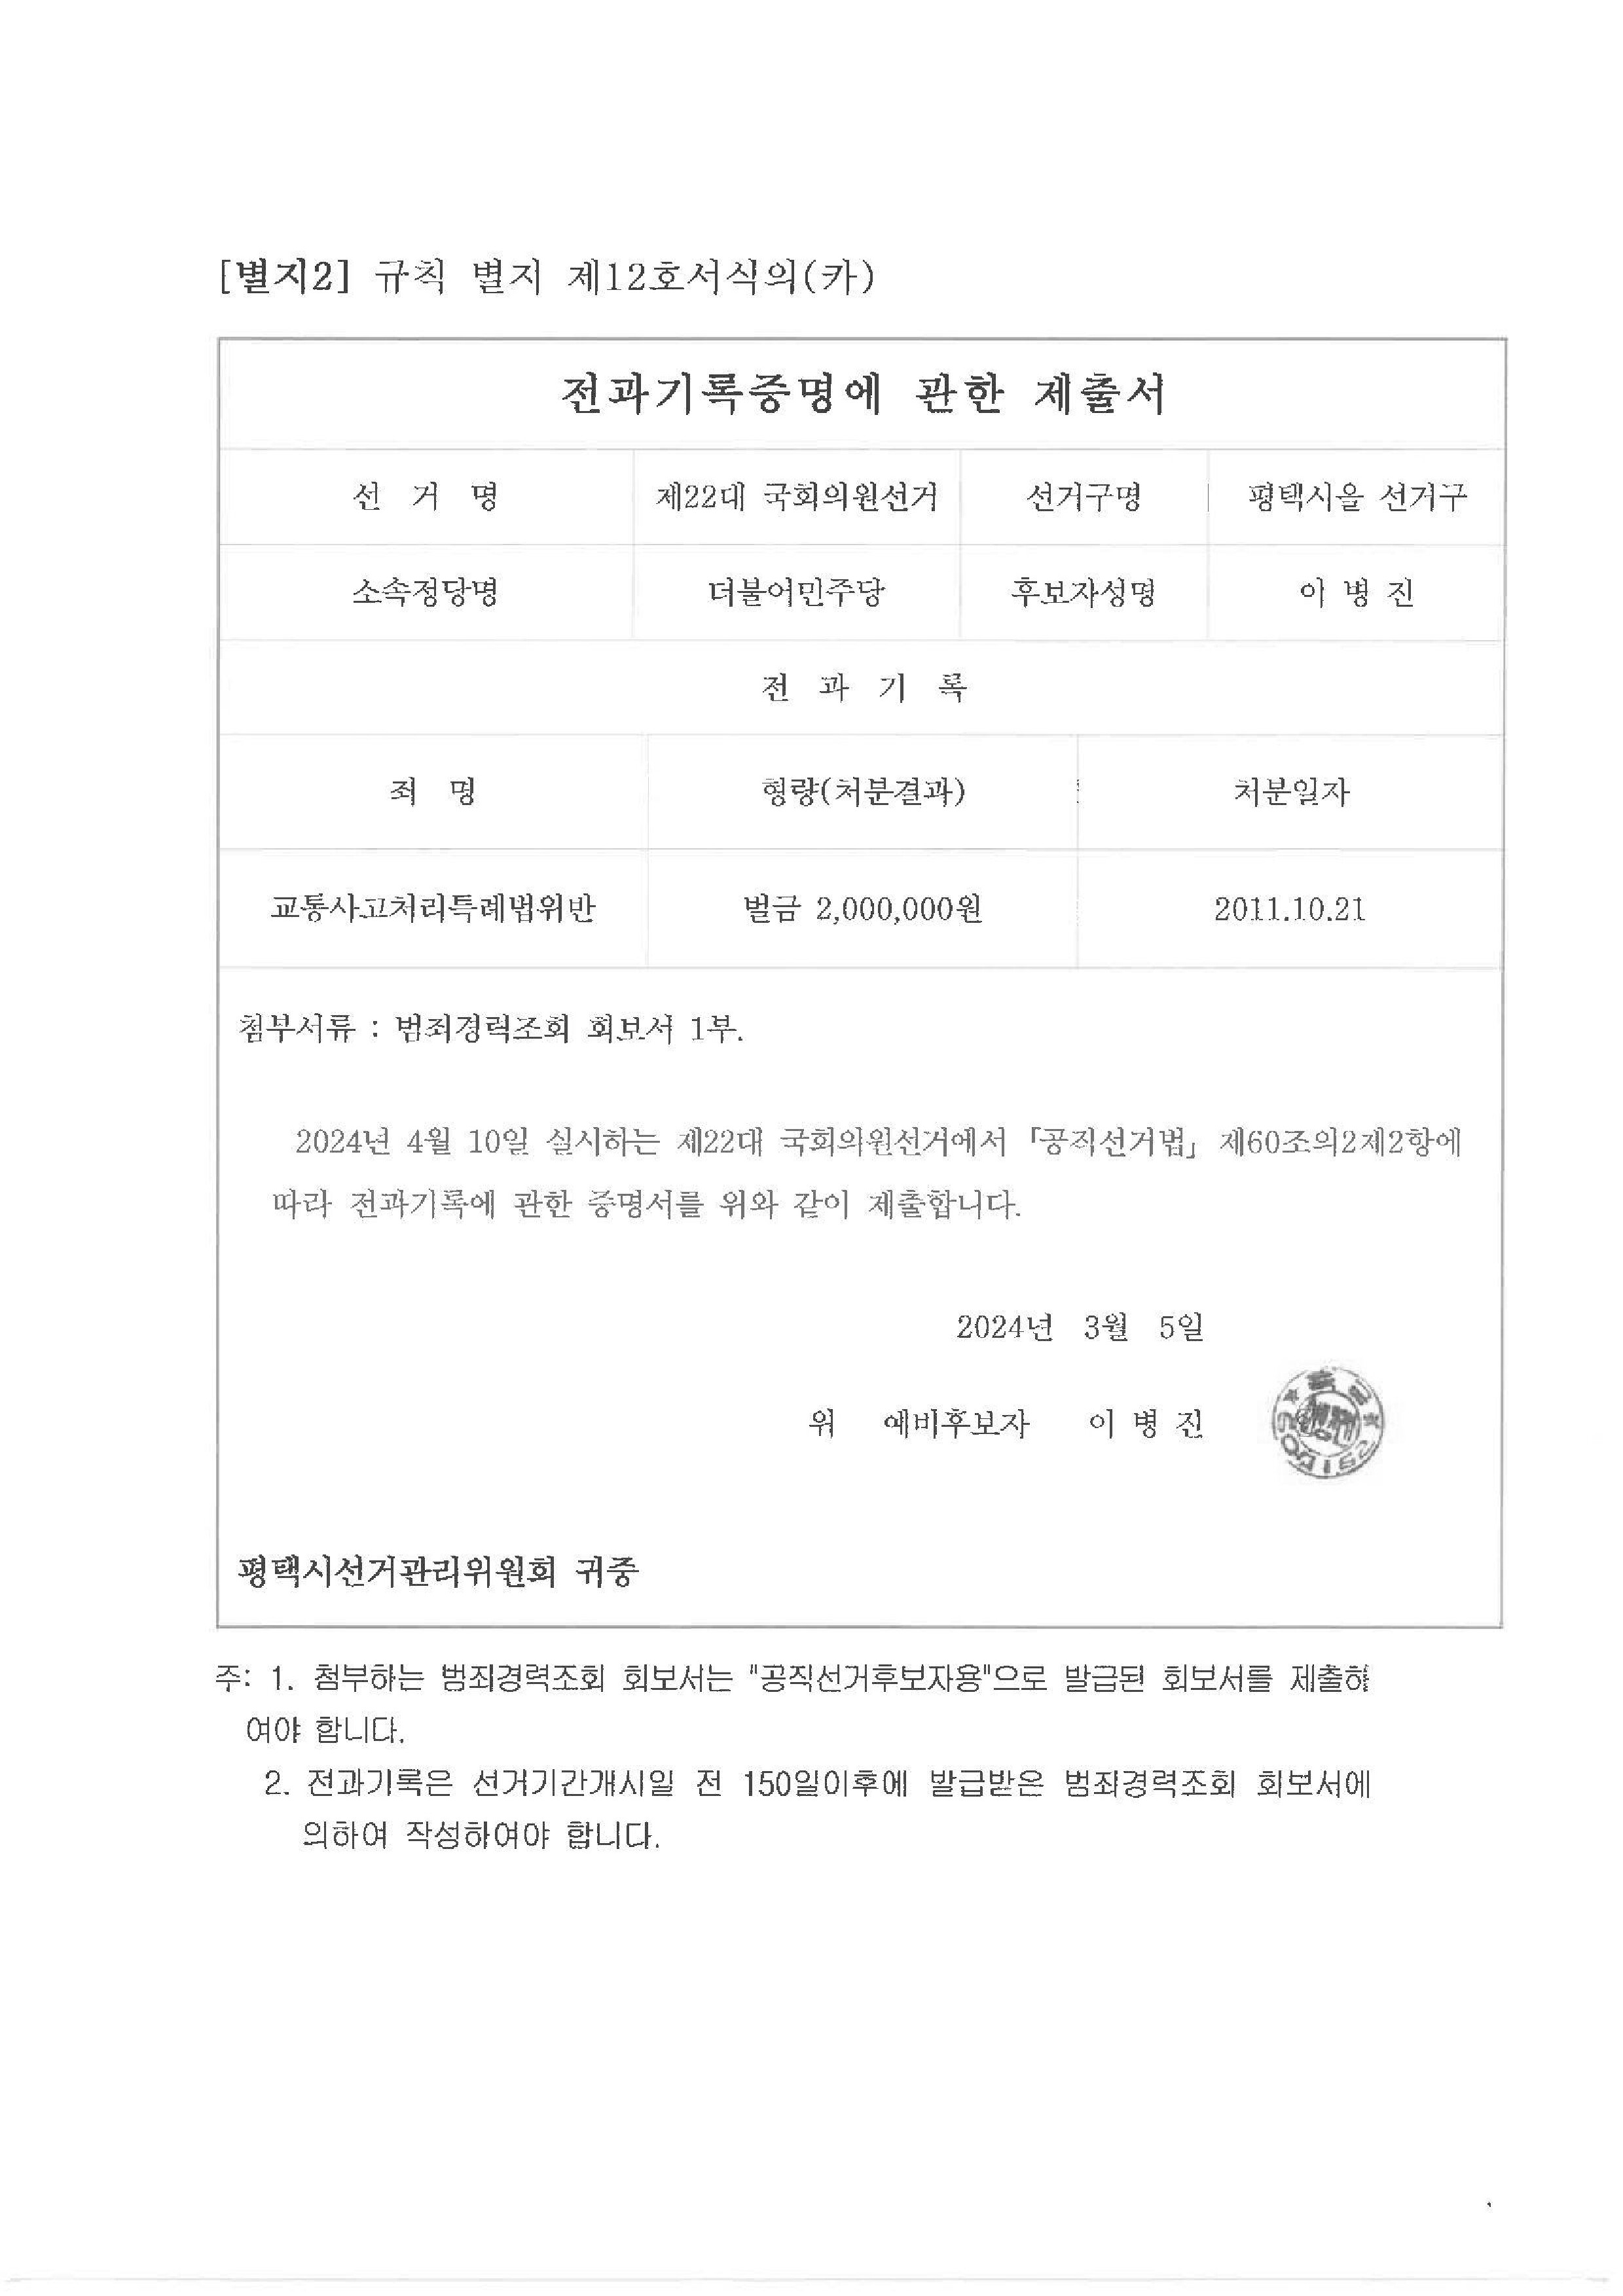 [별지2] 규칙 별지 제12호서식의(카)
전과기록증명에 관한 제출서
선 거 명 제22대 국회의원선거 선거구명 평택시을 선거구
소속정당명 더불어민주당 후보자성명 이 병 진
전 과 기 록
죄 명 형량(처분결과) 처분일자
교통사고처리특례법위반 벌금 2,000,000원 2011.10.21
첨부서류 : 범죄경력조회 회보서 1부.
2024년 4월 10일 실시하는 제22대 국회의원선거에서 「공직선거법」 제60조의2제2항에
따라 전과기록에 관한 증명서를 위와 같이 제출합니다.
2024년 3월 5일
위 예비후보자 이 병 진
평택시선거관리위원회 귀중
주: 1. 첨부하는 범죄경력조회 회보서는 "공직선거후보자용"으로 발급된 회보서를 제출하
여야 합니다.
2. 전과기록은 선거기간개시일 전 150일이후에 발급받은 범죄경력조회 회보서에
의하여 작성하여야 합니다.